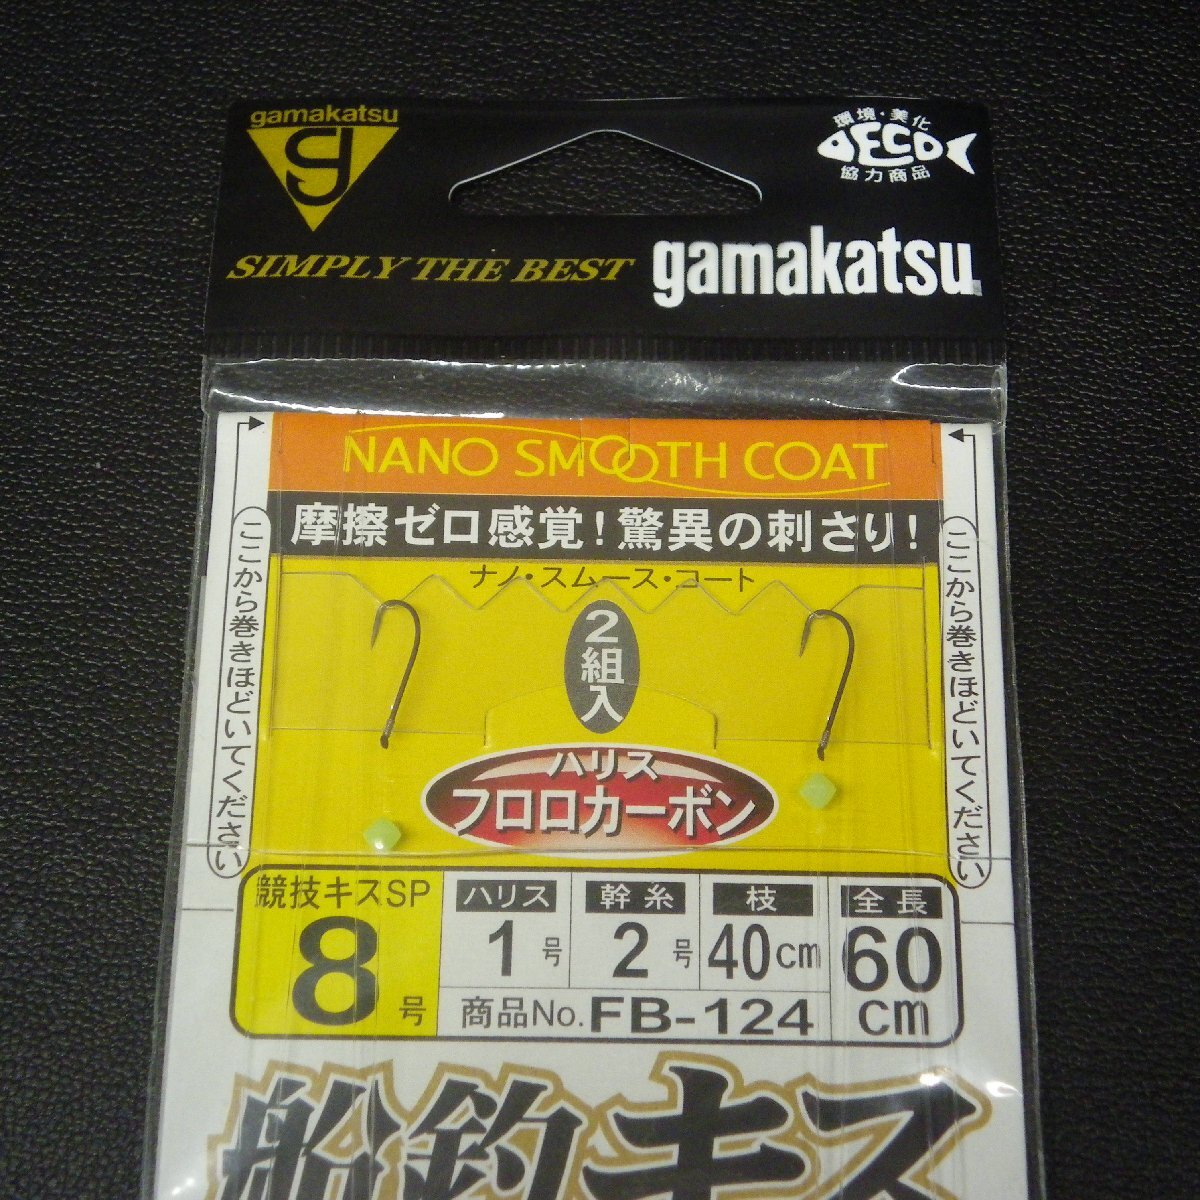 gamakatsu
g
SIMPLY THE BEST
環境・美化
ECO
協力商品
gamakatsu
NANO SMOOTH COAT
摩擦ゼロ感覚！驚異の刺さり！
ナノ・スムース・コート
ここから巻きほどいてください
ここから巻きほどいてください
2組入
ハリス
フロロカーボン
競技キスSP
8号
ハリス
1号
幹糸
2号
枝
40cm
全長
60cm
商品No. FB-124
船釣キス